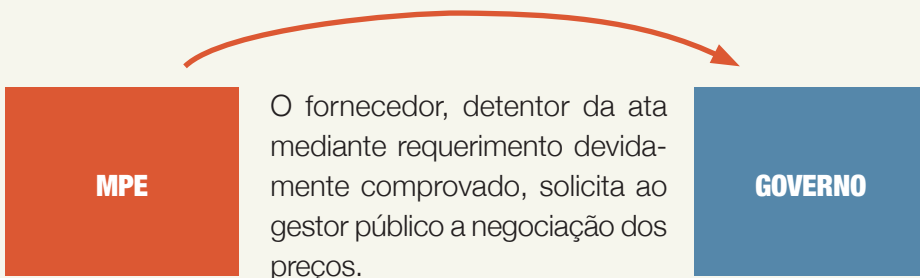 MPE
O fornecedor, detentor da ata
mediante requerimento devida-
mente comprovado, solicita ao
gestor público a negociação dos
preços.
GOVERNO